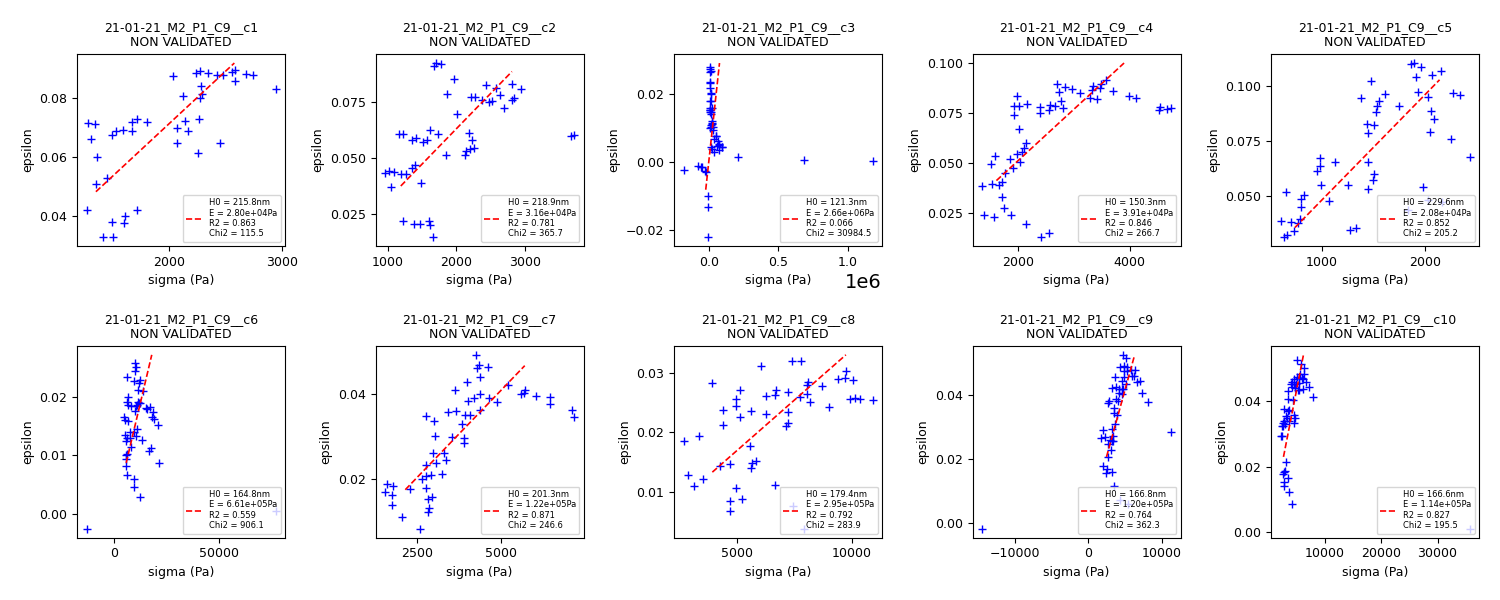 21-01-21_M2_P1_C9__c1
NON VALIDATED
epsilon
0.08
0.06
0.04
2000
3000
sigma (Pa)
H0 = 215.8nm
E = 2.80e+04Pa
R2 = 0.863
Chi2 = 115.5
21-01-21_M2_P1_C9__c2
NON VALIDATED
epsilon
0.075
0.050
0.025
1000
2000
3000
sigma (Pa)
H0 = 218.9nm
E = 3.16e+04Pa
R2 = 0.781
Chi2 = 365.7
21-01-21_M2_P1_C9__c3
NON VALIDATED
epsilon
0.02
0.00
−0.02
0.0
0.5
1.0
sigma (Pa)
1e6
H0 = 121.3nm
E = 2.66e+06Pa
R2 = 0.066
Chi2 = 30984.5
21-01-21_M2_P1_C9__c4
NON VALIDATED
epsilon
0.100
0.075
0.050
0.025
2000
4000
sigma (Pa)
H0 = 150.3nm
E = 3.91e+04Pa
R2 = 0.846
Chi2 = 266.7
21-01-21_M2_P1_C9__c5
NON VALIDATED
epsilon
0.100
0.075
0.050
1000
2000
sigma (Pa)
H0 = 229.6nm
E = 2.08e+04Pa
R2 = 0.852
Chi2 = 205.2
21-01-21_M2_P1_C9__c6
NON VALIDATED
epsilon
0.02
0.01
0.00
0
50000
sigma (Pa)
H0 = 164.8nm
E = 6.61e+05Pa
R2 = 0.559
Chi2 = 906.1
21-01-21_M2_P1_C9__c7
NON VALIDATED
epsilon
0.04
0.02
2500
5000
sigma (Pa)
H0 = 201.3nm
E = 1.22e+05Pa
R2 = 0.871
Chi2 = 246.6
21-01-21_M2_P1_C9__c8
NON VALIDATED
epsilon
0.03
0.02
0.01
5000
10000
sigma (Pa)
H0 = 179.4nm
E = 2.95e+05Pa
R2 = 0.792
Chi2 = 283.9
21-01-21_M2_P1_C9__c9
NON VALIDATED
epsilon
0.04
0.02
0.00
−10000
0
10000
sigma (Pa)
H0 = 166.8nm
E = 1.20e+05Pa
R2 = 0.764
Chi2 = 362.3
21-01-21_M2_P1_C9__c10
NON VALIDATED
epsilon
0.04
0.02
0.00
10000
20000
30000
sigma (Pa)
H0 = 166.6nm
E = 1.14e+05Pa
R2 = 0.827
Chi2 = 195.5